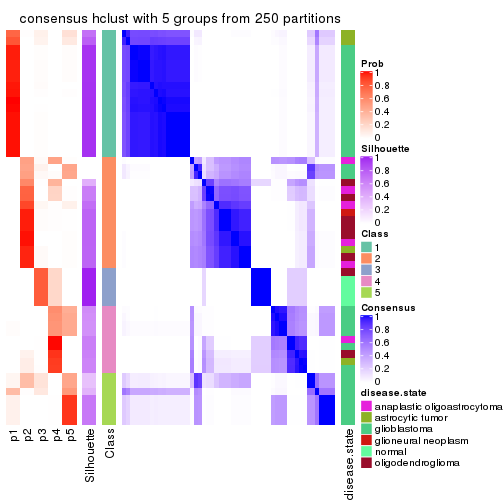 consensus hclust with 5 groups from 250 partitions
Prob
1
0.8
0.6
0.4
0.2
0
Silhouette
1
0.8
0.6
0.4
0.2
0
Class
1
2
3
4
5
Consensus
1
0.8
0.6
0.4
0.2
0
disease.state
anaplastic oligoastrocytoma
astrocytic tumor
glioblastoma
glioneural neoplasm
normal
oligodendroglioma
p1
p2
p3
p4
p5
Silhouette
Class
disease.state